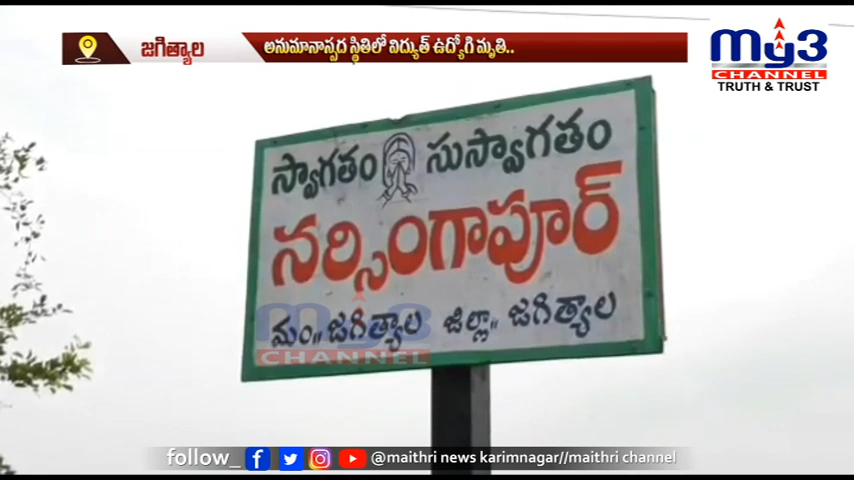 జగిత్యాల
అనుమానాస్పద స్థితిలో విద్యుత్ ఉద్యోగి మృతి..
my3
CHANNEL
TRUTH & TRUST
స్వాగతం సుస్వాగతం
నర్సింగాపూర్
మం,, జగిత్యాల జిల్లా,, జగిత్యాల
my3
CHANNEL
follow_ @maithri news karimnagar//maithri channel